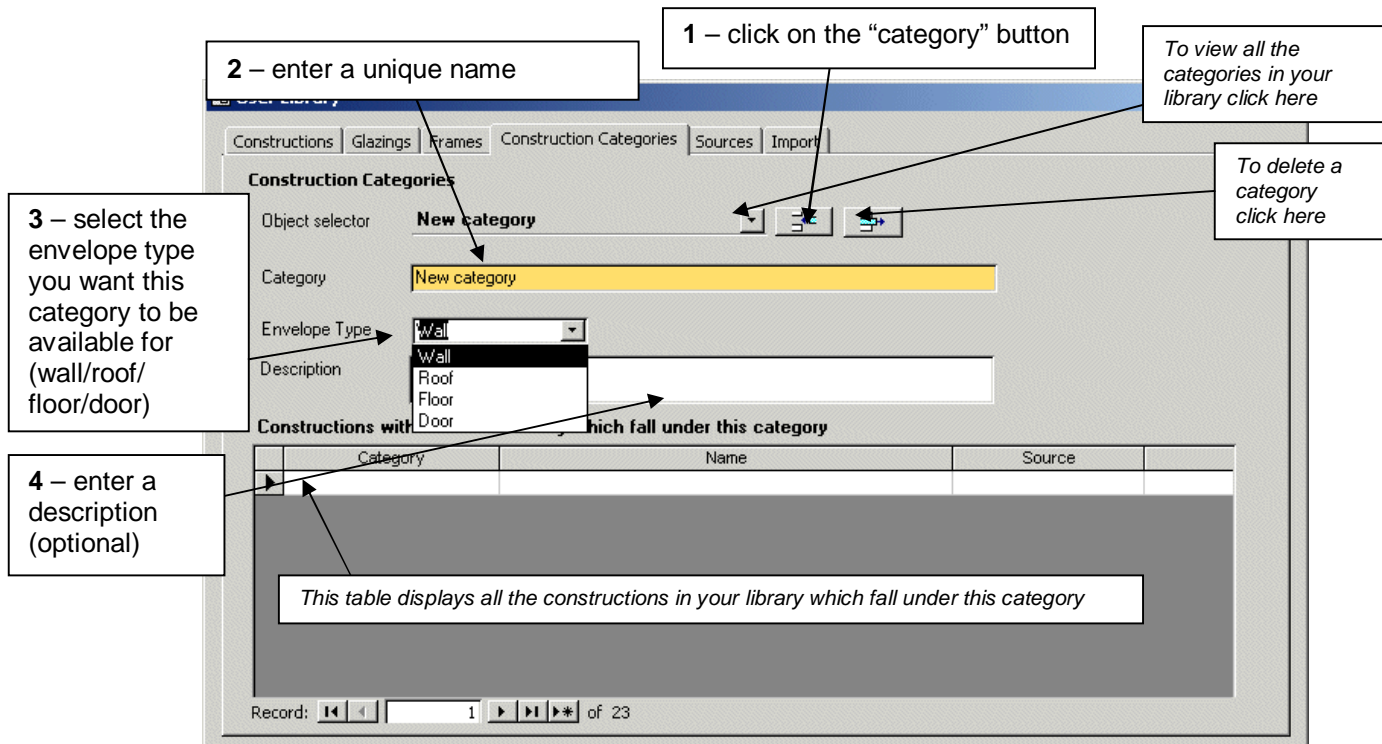 1 – click on the “category” button
To view all the
categories in your
library click here
2 – enter a unique name
User Library
Constructions Glazings Frames Construction Categories Sources Import
To delete a
category
click here
Construction Categories
3 – select the
envelope type
you want this
category to be
available for
(wall/roof/
floor/door)
Object selector New category
Category New category
Envelope Type Wall
Wall
Description
Roof
Floor
Door
Constructions with which fall under this category
4 – enter a
description
(optional)
Category Name Source
This table displays all the constructions in your library which fall under this category
Record: 1 of 23